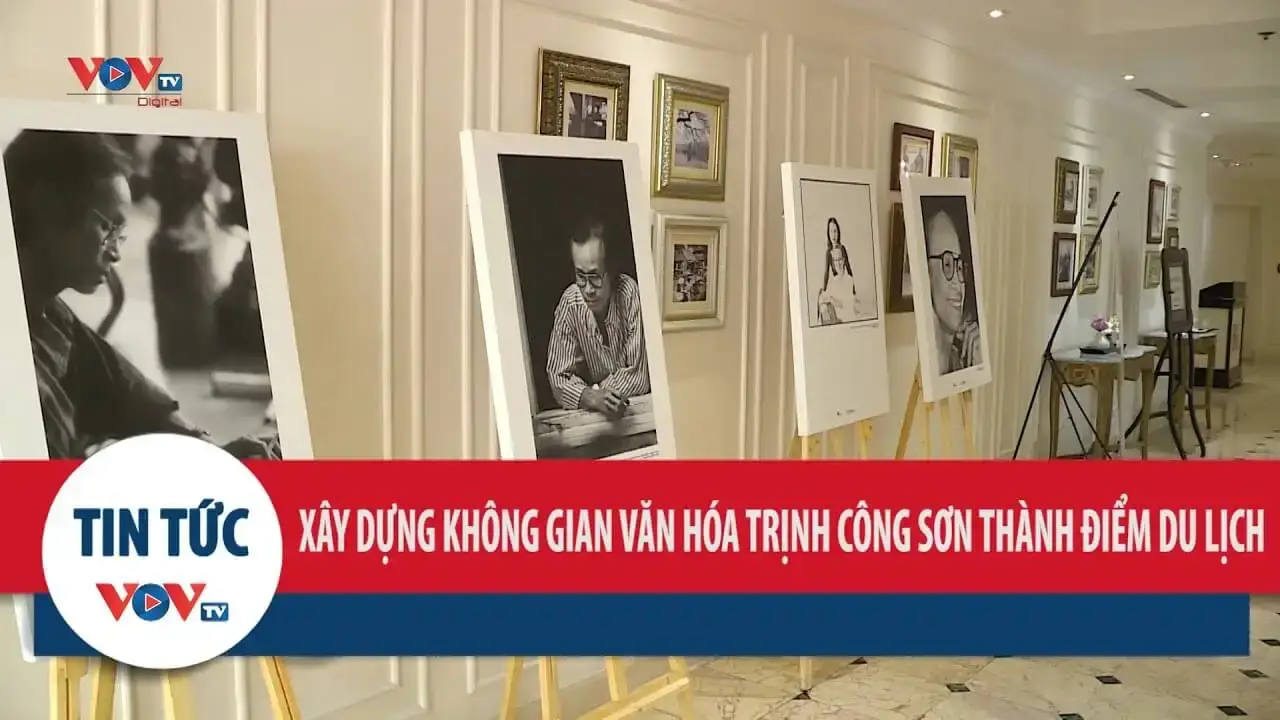 VOV TV
Digital
TIN TỨC
VOV TV
XÂY DỰNG KHÔNG GIAN VĂN HÓA TRỊNH CÔNG SƠN THÀNH ĐIỂM DU LỊCH